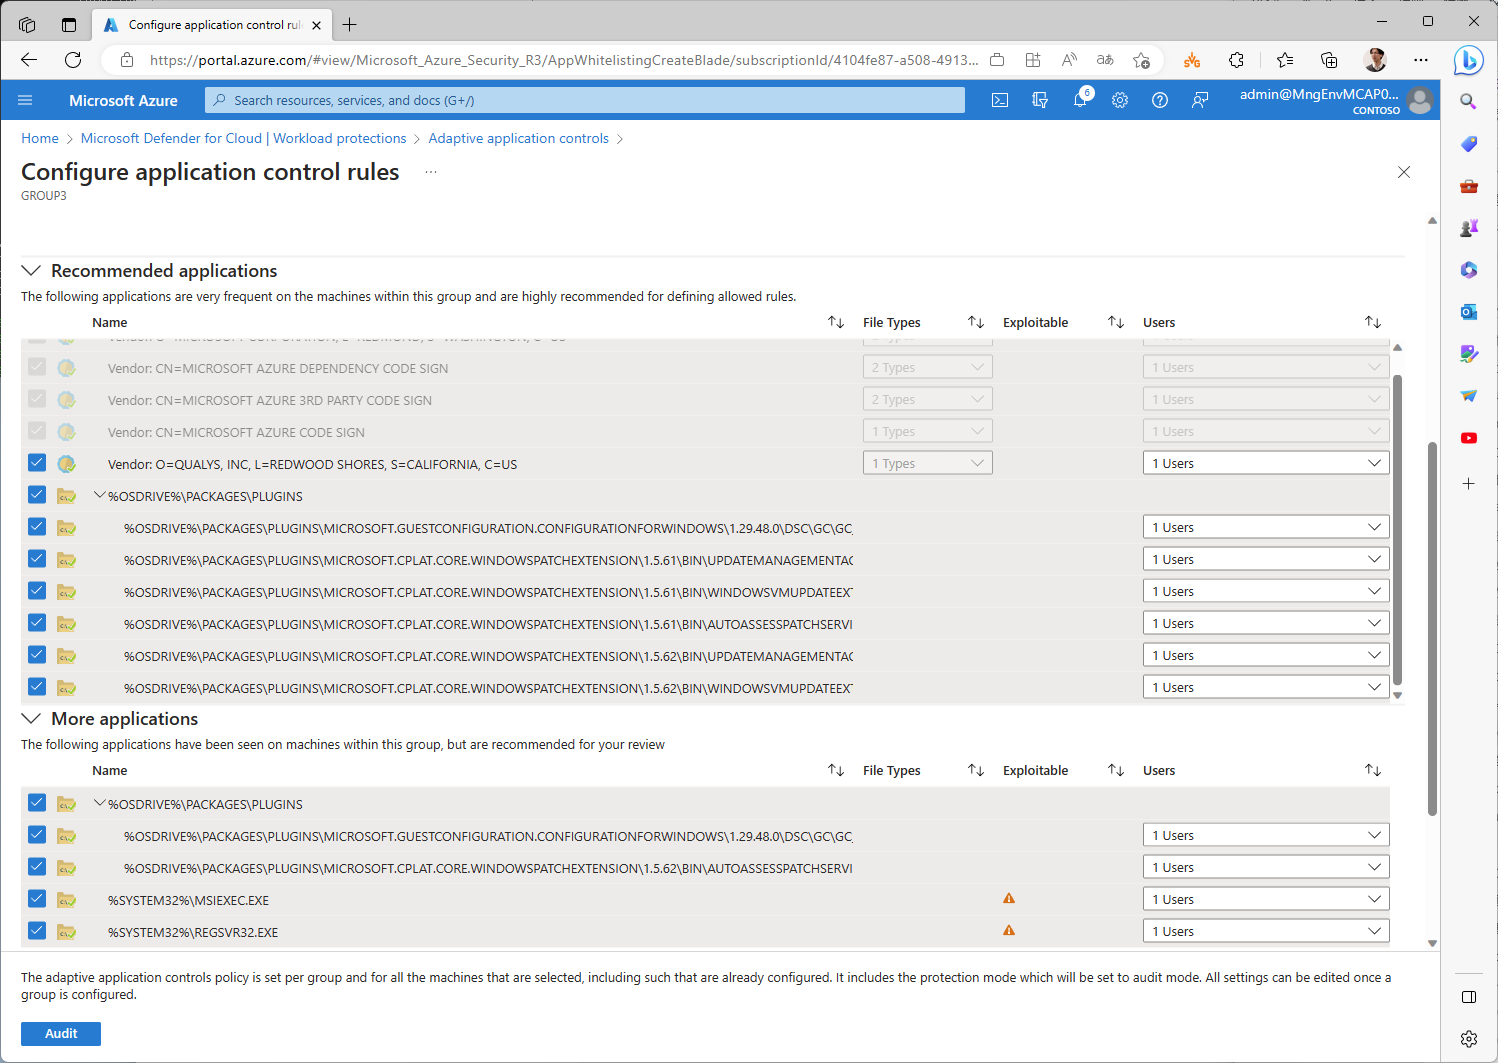 Configure application control rul
https://portal.azure.com/#view/Microsoft_Azure_Security_R3/AppWhitelistingCreateBlade/subscriptionId/4104fe87-a508-4913...
Microsoft Azure
Search resources, services, and docs (G+/)
6
admin@MngEnvMCAP0...
CONTOSO
Home > Microsoft Defender for Cloud | Workload protections > Adaptive application controls >
Configure application control rules ...
GROUP3
Recommended applications
The following applications are very frequent on the machines within this group and are highly recommended for defining allowed rules.
Name File Types Exploitable Users
Vendor: O=MICROSOFT CORPORATION, L=REDMOND, S=WASHINGTON, C=US
Vendor: CN=MICROSOFT AZURE DEPENDENCY CODE SIGN 2 Types 1 Users
Vendor: CN=MICROSOFT AZURE 3RD PARTY CODE SIGN 2 Types 1 Users
Vendor: CN=MICROSOFT AZURE CODE SIGN 1 Types 1 Users
Vendor: O=QUALYS, INC, L=REDWOOD SHORES, S=CALIFORNIA, C=US 1 Types 1 Users
%OSDRIVE%\PACKAGES\PLUGINS
%OSDRIVE%\PACKAGES\PLUGINS\MICROSOFT.GUESTCONFIGURATION.CONFIGURATIONFORWINDOWS\1.29.48.0\DSC\GC\GC_ 1 Users
%OSDRIVE%\PACKAGES\PLUGINS\MICROSOFT.CPLAT.CORE.WINDOWSPATCHEXTENSION\1.5.61\BIN\UPDATEMANAGEMENTAC 1 Users
%OSDRIVE%\PACKAGES\PLUGINS\MICROSOFT.CPLAT.CORE.WINDOWSPATCHEXTENSION\1.5.61\BIN\WINDOWSVMUPDATEEXT 1 Users
%OSDRIVE%\PACKAGES\PLUGINS\MICROSOFT.CPLAT.CORE.WINDOWSPATCHEXTENSION\1.5.61\BIN\AUTOASSESSPATCHSERVI 1 Users
%OSDRIVE%\PACKAGES\PLUGINS\MICROSOFT.CPLAT.CORE.WINDOWSPATCHEXTENSION\1.5.62\BIN\UPDATEMANAGEMENTAC 1 Users
%OSDRIVE%\PACKAGES\PLUGINS\MICROSOFT.CPLAT.CORE.WINDOWSPATCHEXTENSION\1.5.62\BIN\WINDOWSVMUPDATEEXT 1 Users
More applications
The following applications have been seen on machines within this group, but are recommended for your review
Name File Types Exploitable Users
%OSDRIVE%\PACKAGES\PLUGINS
%OSDRIVE%\PACKAGES\PLUGINS\MICROSOFT.GUESTCONFIGURATION.CONFIGURATIONFORWINDOWS\1.29.48.0\DSC\GC\GC_ 1 Users
%OSDRIVE%\PACKAGES\PLUGINS\MICROSOFT.CPLAT.CORE.WINDOWSPATCHEXTENSION\1.5.62\BIN\AUTOASSESSPATCHSERVI 1 Users
%SYSTEM32%\MSIEXEC.EXE 1 Users
%SYSTEM32%\REGSVR32.EXE 1 Users
The adaptive application controls policy is set per group and for all the machines that are selected, including such that are already configured. It includes the protection mode which will be set to audit mode. All settings can be edited once a
group is configured.
Audit